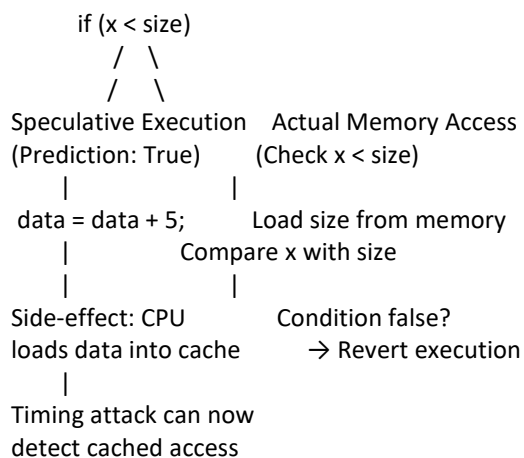 if (x < size)
/ \
/ \
Speculative Execution Actual Memory Access
(Prediction: True) (Check x < size)
| |
data = data + 5; Load size from memory
| Compare x with size
| |
Side-effect: CPU Condition false?
loads data into cache → Revert execution
|
Timing attack can now
detect cached access